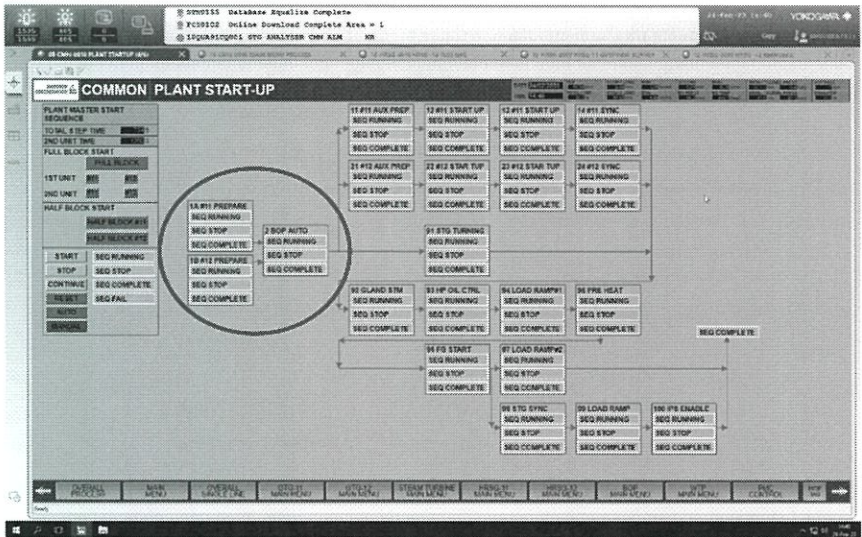 SYS0155 DataBase Equalize Complete
FCS0102 Online Download Complete Area = 1
10QUA91CQ001 STG ANALYSER CMN ALM NR
YOKOGAWA
Copy
COMMON PLANT START-UP
PLANT MASTER START
SEQUENCE
TOTAL STEP TIME
2ND UNIT TIME
FULL BLOCK START
FULL BLOCK
1ST UNIT #11 #12
2ND UNIT #11 #12
HALF BLOCK START
HALF BLOCK #11
HALF BLOCK #12
START SEQ RUNNING
STOP SEQ STOP
CONTINUE SEQ COMPLETE
RESET SEQ FAIL
AUTO
MANUAL
1A #11 PREPARE
SEQ RUNNING
SEQ STOP
SEQ COMPLETE
1B #12 PREPARE
SEQ RUNNING
SEQ STOP
SEQ COMPLETE
2 BOP AUTO
SEQ RUNNING
SEQ STOP
SEQ COMPLETE
11 #11 AUX PREP
SEQ RUNNING
SEQ STOP
SEQ COMPLETE
12 #11 START UP
SEQ RUNNING
SEQ STOP
SEQ COMPLETE
SEQ RUNNING
SEQ STOP
SEQ COMPLETE
14 #11 SYNC
SEQ RUNNING
SEQ STOP
SEQ COMPLETE
21 #12 AUX PREP
SEQ RUNNING
SEQ STOP
SEQ COMPLETE
22 #12 STAR TUP
SEQ RUNNING
SEQ STOP
SEQ COMPLETE
23 #12 STAR TUP
SEQ RUNNING
SEQ STOP
SEQ COMPLETE
24 #12 SYNC
SEQ RUNNING
SEQ STOP
SEQ COMPLETE
91 STG TURNING
SEQ RUNNING
SEQ STOP
SEQ COMPLETE
92 GLAND STM
SEQ RUNNING
SEQ STOP
SEQ COMPLETE
93 HP OIL CTRL
SEQ RUNNING
SEQ STOP
SEQ COMPLETE
94 LOAD RAMP#1
SEQ RUNNING
SEQ STOP
SEQ COMPLETE
PRE HEAT
SEQ RUNNING
SEQ STOP
SEQ COMPLETE
SEQ COMPLETE
96 FG START
SEQ RUNNING
SEQ STOP
SEQ COMPLETE
97 LOAD RAMP#2
SEQ RUNNING
SEQ STOP
SEQ COMPLETE
98 STG SYNC
SEQ RUNNING
SEQ STOP
SEQ COMPLETE
99 LOAD RAMP
SEQ RUNNING
SEQ STOP
SEQ COMPLETE
100 IPS ENABLE
SEQ RUNNING
SEQ STOP
SEQ COMPLETE
OVERALL PROCESS
MAIN MENU
OVERALL SINGLE LINE
GTG-11 MAIN MENU
GTG-12 MAIN MENU
STEAM TURBINE MAIN MENU
HRSG-11 MAIN MENU
HRSG-12 MAIN MENU
BOP MAIN MENU
WTP MAIN MENU
PMC CONTROL
Ready